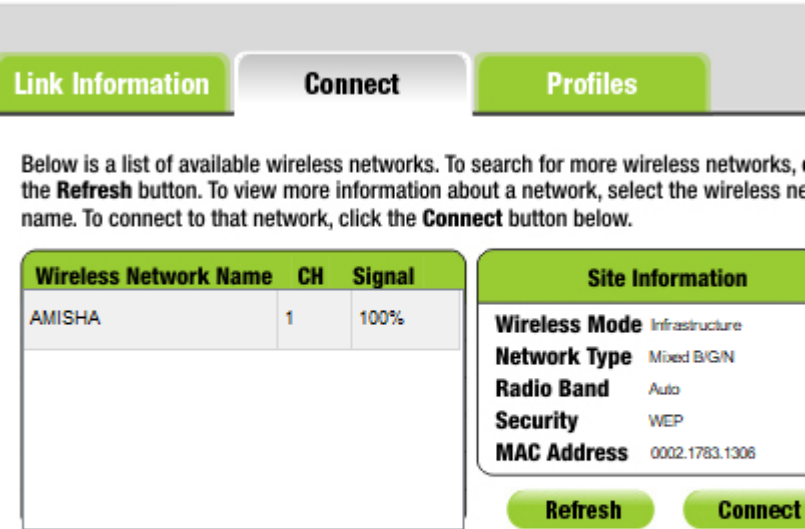 Link Information Connect Profiles
Below is a list of available wireless networks. To search for more wireless networks,
the Refresh button. To view more information about a network, select the wireless
name. To connect to that network, click the Connect button below.
Wireless Network Name CH Signal
AMISHA 1 100%
Site Information
Wireless Mode Infrastructure
Network Type Mixed B/G/N
Radio Band Auto
Security WEP
MAC Address 0002.1783.1306
Refresh Connect